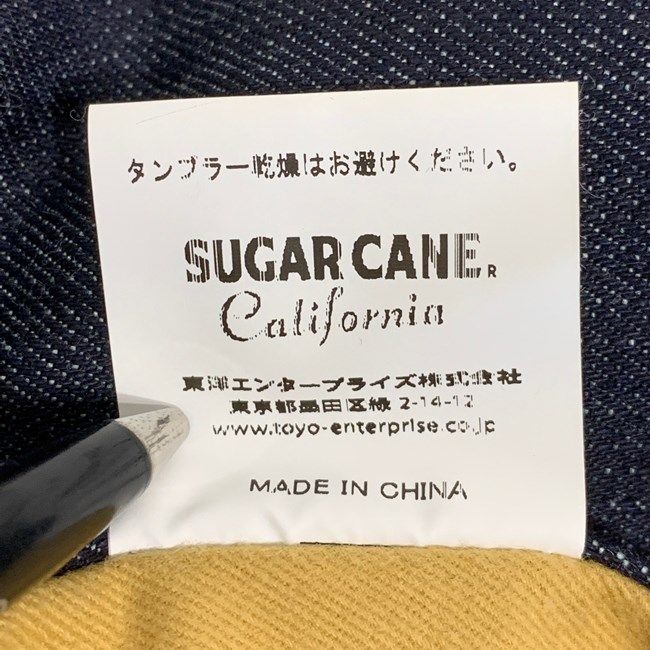 タンブラー乾燥はお避けください。
SUGAR CANE R
California
東洋エンタープライズ株式会社
東京都墨田区緑 2-14-12
www.toyo-enterprise.co.jp
MADE IN CHINA